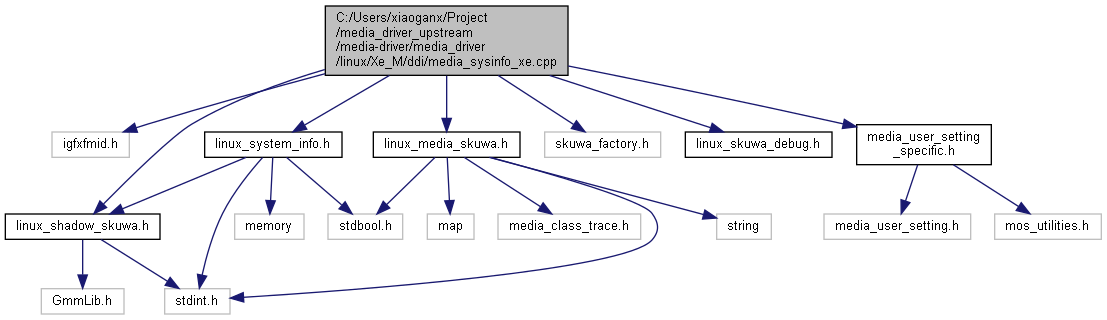 C:/Users/xiaoganx/Project
/media_driver_upstream
/media-driver/media_driver
/linux/Xe_M/ddi/media_sysinfo_xe.cpp
igfxfmid.h
linux_system_info.h
linux_media_skuwa.h
skuwa_factory.h
linux_skuwa_debug.h
media_user_setting
_specific.h
linux_shadow_skuwa.h
memory
stdbool.h
map
media_class_trace.h
string
media_user_setting.h
mos_utilities.h
GmmLib.h
stdint.h